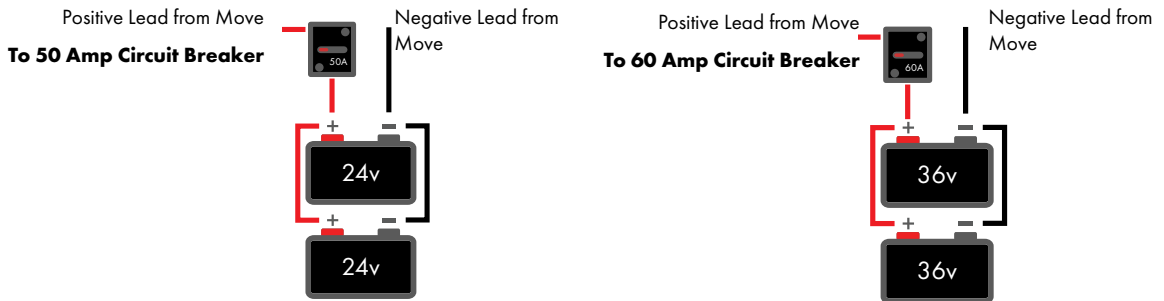 Positive Lead from Move
To 50 Amp Circuit Breaker
50A
Negative Lead from
Move
+ −
24v
+ −
24v
Positive Lead from Move
To 60 Amp Circuit Breaker
60A
Negative Lead from
Move
+ −
36v
+ −
36v